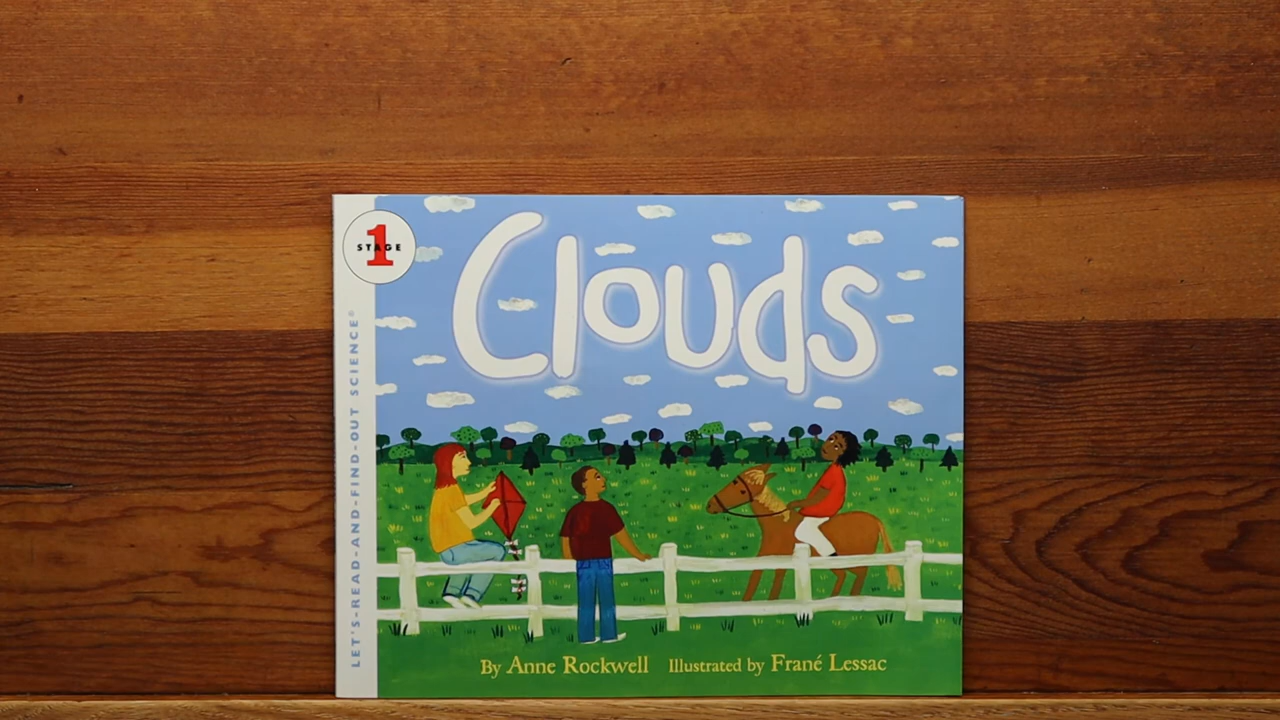 STAGE 1
Clouds
LET'S-READ-AND-FIND-OUT SCIENCE®
By Anne Rockwell Illustrated by Frané Lessac